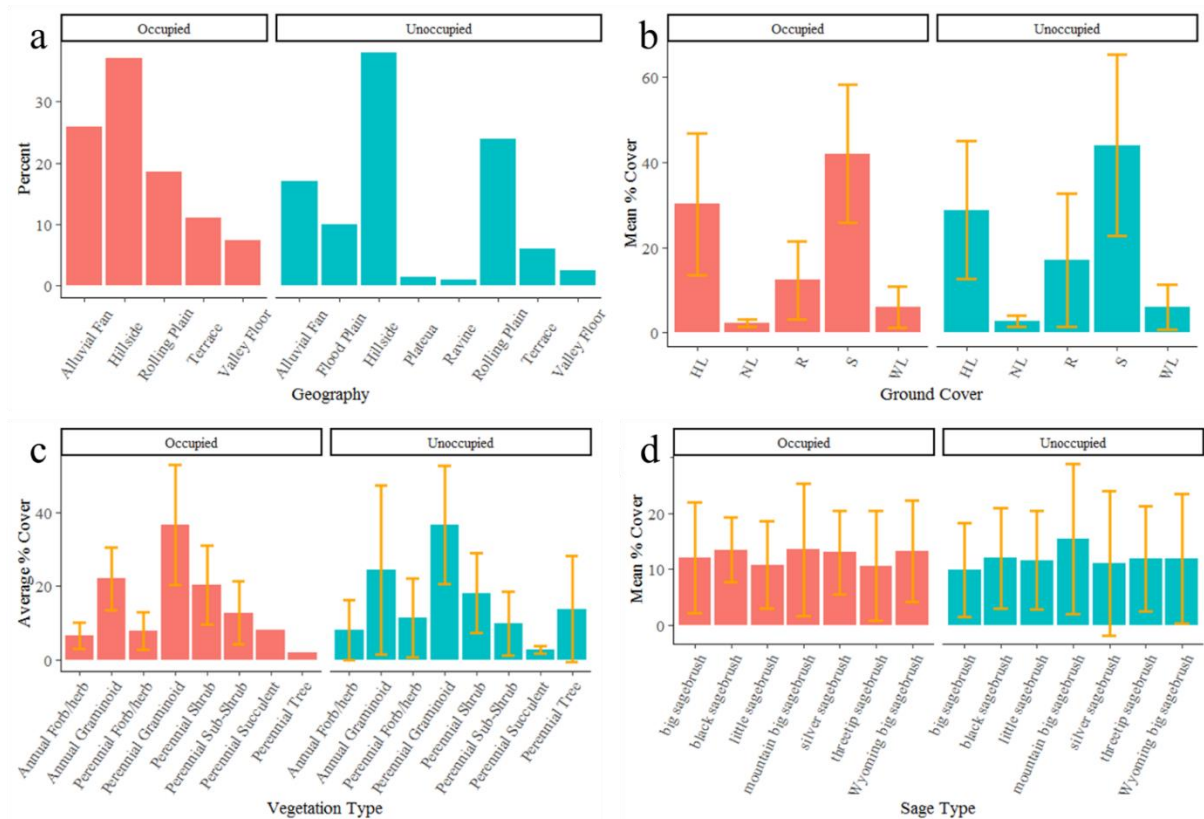 a
Occupied
Unoccupied
Percent
30
20
10
0
Alluvial Fan
Hillside
Rolling Plain
Terrace
Valley Floor
Alluvial Fan
Flood Plain
Hillside
Plateua
Ravine
Rolling Plain
Terrace
Valley Floor
Geography
b
Occupied
Unoccupied
Mean % Cover
60
40
20
0
HL
NL
R
S
WL
HL
NL
R
S
WL
Ground Cover
c
Occupied
Unoccupied
Average % Cover
40
20
0
Annual Forb/herb
Annual Graminoid
Perennial Forb/herb
Perennial Graminoid
Perennial Shrub
Perennial Sub-Shrub
Perennial Succulent
Perennial Tree
Annual Forb/herb
Annual Graminoid
Perennial Forb/herb
Perennial Graminoid
Perennial Shrub
Perennial Sub-Shrub
Perennial Succulent
Perennial Tree
Vegetation Type
d
Occupied
Unoccupied
Mean % Cover
20
10
0
big sagebrush
black sagebrush
little sagebrush
mountain big sagebrush
silver sagebrush
threetip sagebrush
Wyoming big sagebrush
big sagebrush
black sagebrush
little sagebrush
mountain big sagebrush
silver sagebrush
threetip sagebrush
Wyoming big sagebrush
Sage Type